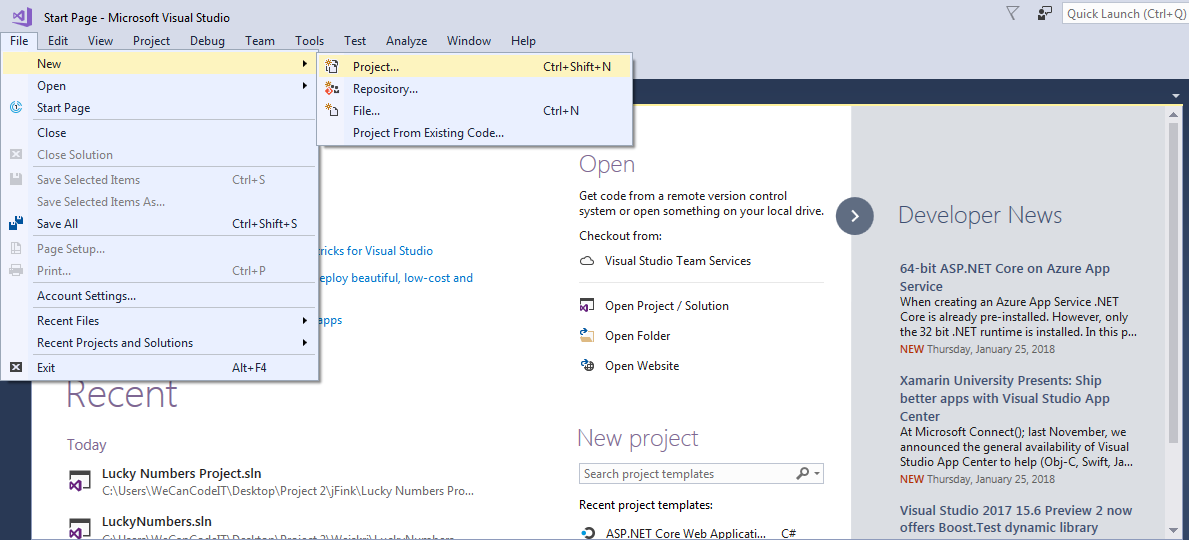 Start Page - Microsoft Visual Studio
Quick Launch (Ctrl+Q)
File Edit View Project Debug Team Tools Test Analyze Window Help
New
Open
Start Page
Close
Close Solution
Save Selected Items Ctrl+S
Save Selected Items As...
Save All Ctrl+Shift+S
Page Setup...
Print... Ctrl+P
Account Settings...
Recent Files
Recent Projects and Solutions
Exit Alt+F4
Project... Ctrl+Shift+N
Repository...
File... Ctrl+N
Project From Existing Code...
tricks for Visual Studio
eploy beautiful, low-cost and
apps
Recent
Today
Lucky Numbers Project.sln
C:\Users\WeCanCodeIT\Desktop\Project 2\jFink\Lucky Numbers Pro...
LuckyNumbers.sln
Open
Get code from a remote version control
system or open something on your local drive.
Checkout from:
Visual Studio Team Services
Open Project / Solution
Open Folder
Open Website
New project
Search project templates
Recent project templates:
ASP.NET Core Web Applicati... C#
Developer News
64-bit ASP.NET Core on Azure App
Service
When creating an Azure App Service .NET
Core is already pre-installed. However, only
the 32 bit .NET runtime is installed. In this p...
NEW Thursday, January 25, 2018
Xamarin University Presents: Ship
better apps with Visual Studio App
Center
At Microsoft Connect(); last November, we
announced the general availability of Visual
Studio App Center to help (Obj-C, Swift, Ja...
NEW Thursday, January 25, 2018
Visual Studio 2017 15.6 Preview 2 now
offers Boost.Test dynamic library